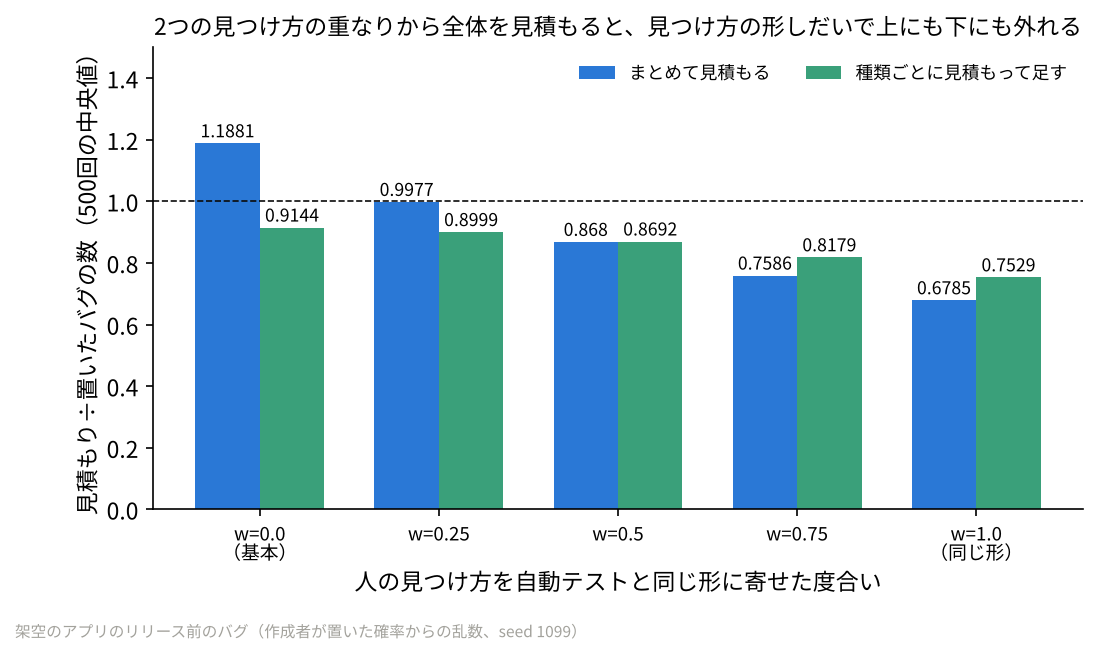 2つの見つけ方の重なりから全体を見積もると、見つけ方の形しだいで上にも下にも外れる
まとめて見積もる
種類ごとに見積もって足す
見積もり÷置いたバグの数（500回の中央値）
1.4
1.2
1.0
0.8
0.6
0.4
0.2
0.0
1.1881
0.9144
0.9977
0.8999
0.868
0.8692
0.7586
0.8179
0.6785
0.7529
w=0.0
（基本）
w=0.25
w=0.5
w=0.75
w=1.0
（同じ形）
人の見つけ方を自動テストと同じ形に寄せた度合い
架空のアプリのリリース前のバグ（作成者が置いた確率からの乱数、seed 1099）